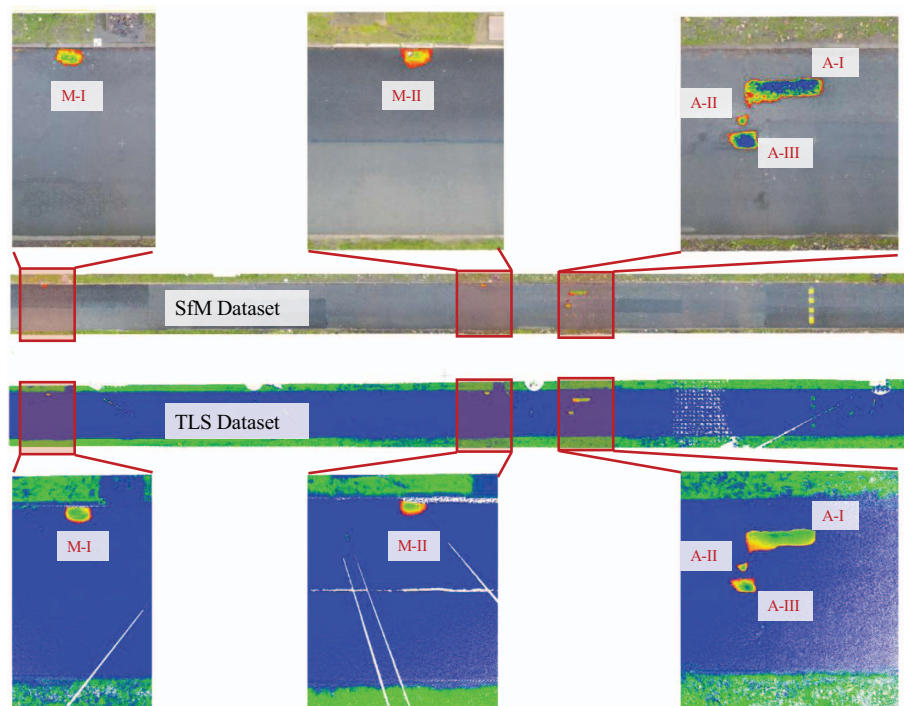 M-I
M-II
A-I
A-II
A-III
SfM Dataset
TLS Dataset
M-I
M-II
A-I
A-II
A-III